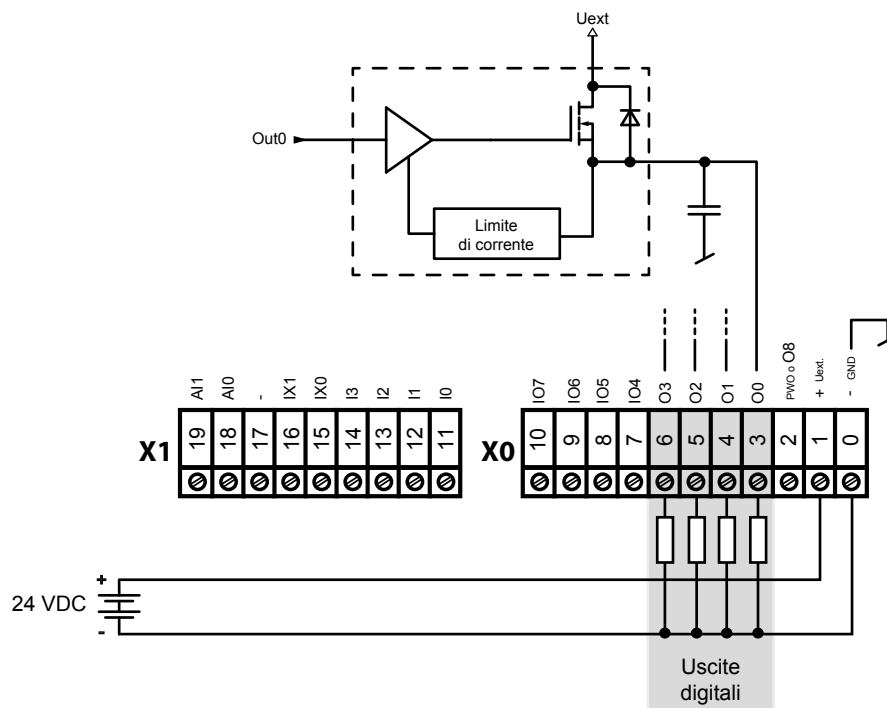 Uext
Out0
Limite
di corrente
AI1
AI0
-
IX1
IX0
I3
I2
I1
I0
IO7
IO6
IO5
IO4
O3
O2
O1
O0
PWO o O8
+ Uext.
- GND
X1
19
18
17
16
15
14
13
12
11
X0
10
9
8
7
6
5
4
3
2
1
0
+
24 VDC
-
Uscite
digitali